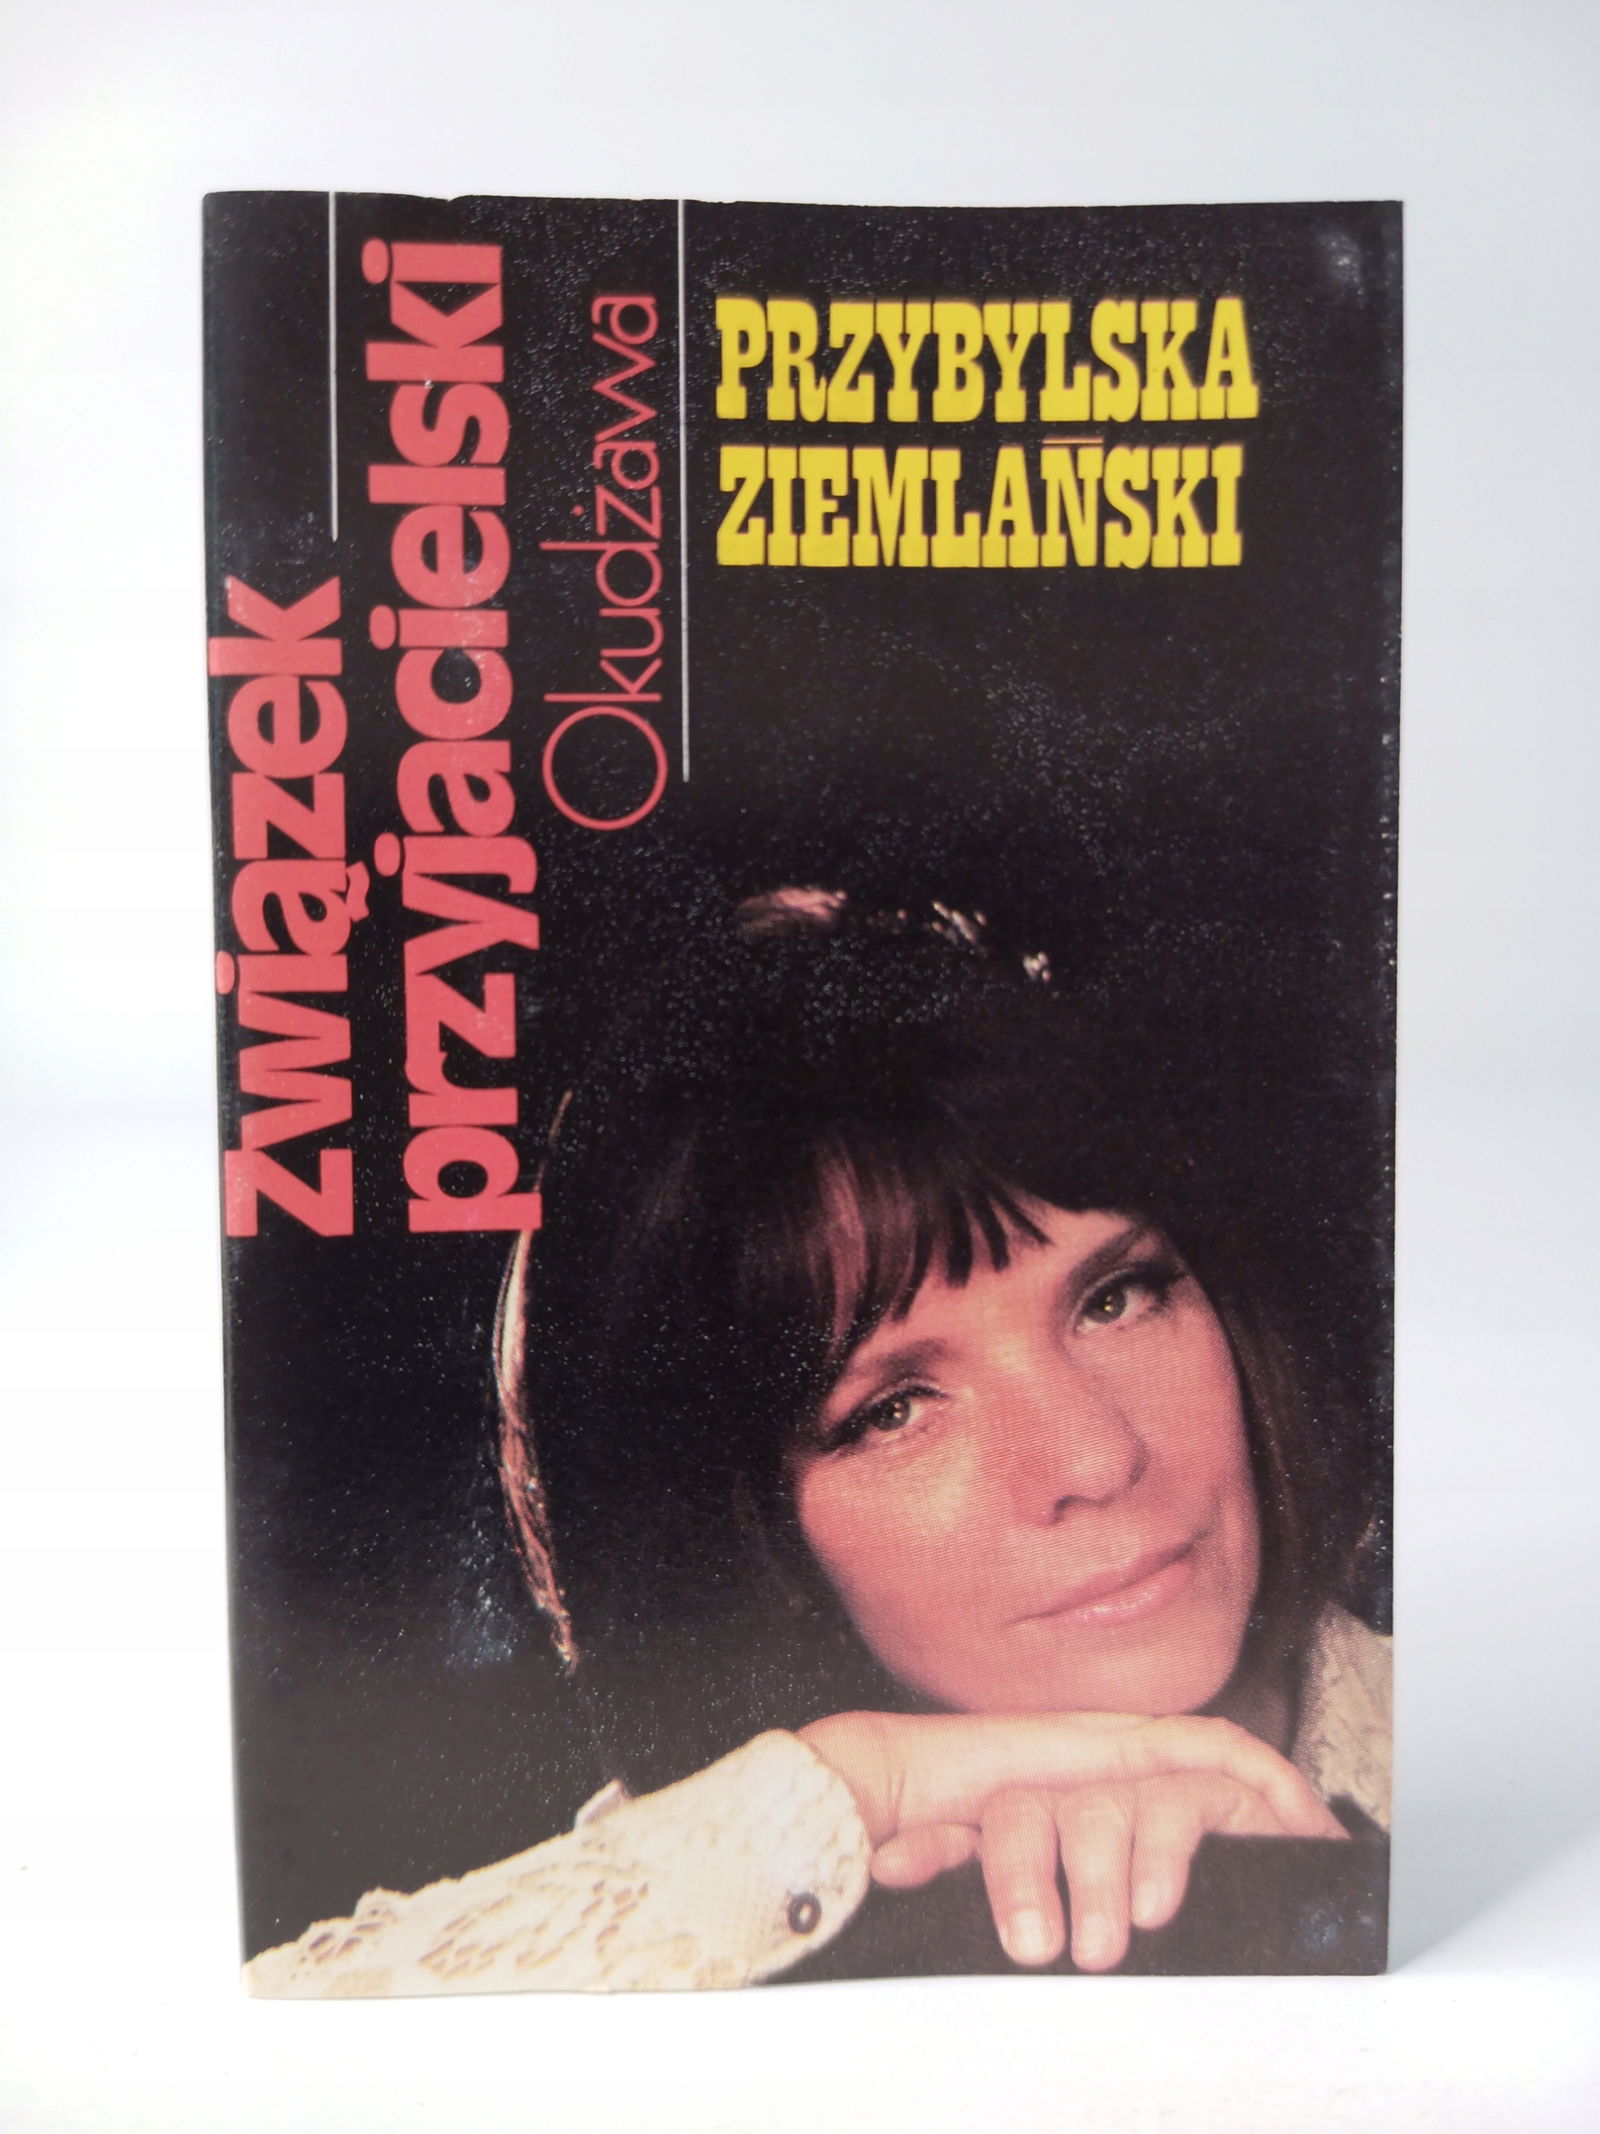 związek
przyjacielski
Okudżawa
PRZYBYLSKA
ZIEMLAŃSKI